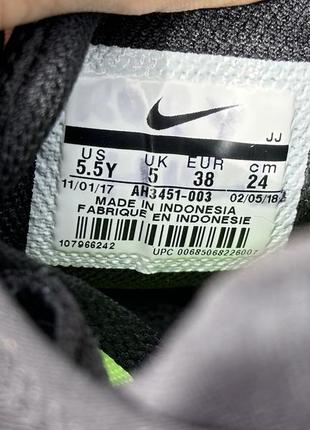 JJ
US UK EUR cm
5.5Y 5 38 24
11/01/17 AH3451-003 02/05/18
MADE IN INDONESIA
FABRIQUE EN INDONESIE
107966242
UPC 00685068226007